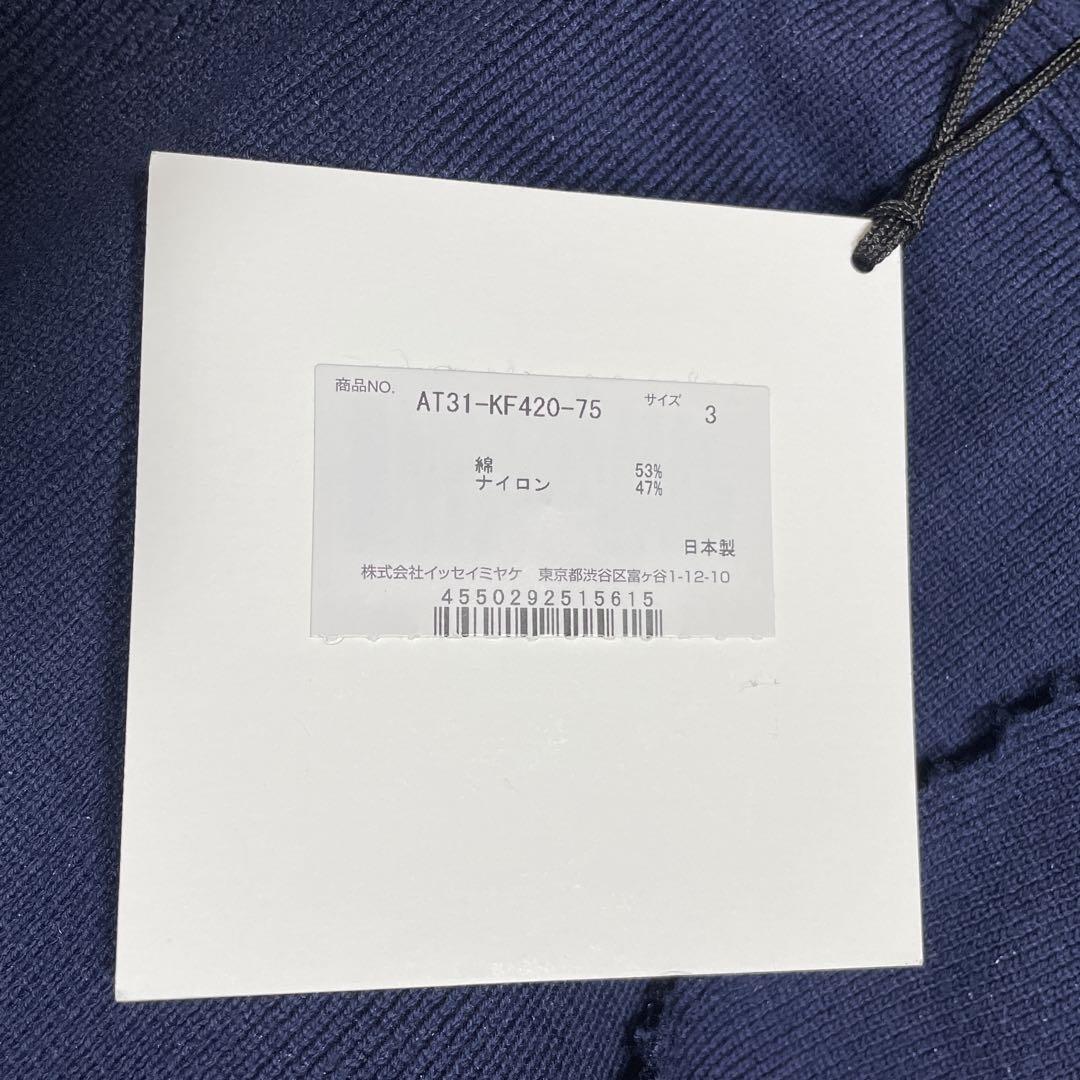 商品NO. AT31-KF420-75 サイズ 3
綿 53%
ナイロン 47%
日本製
株式会社イッセイミヤケ 東京都渋谷区富ヶ谷1-12-10
4550292515615